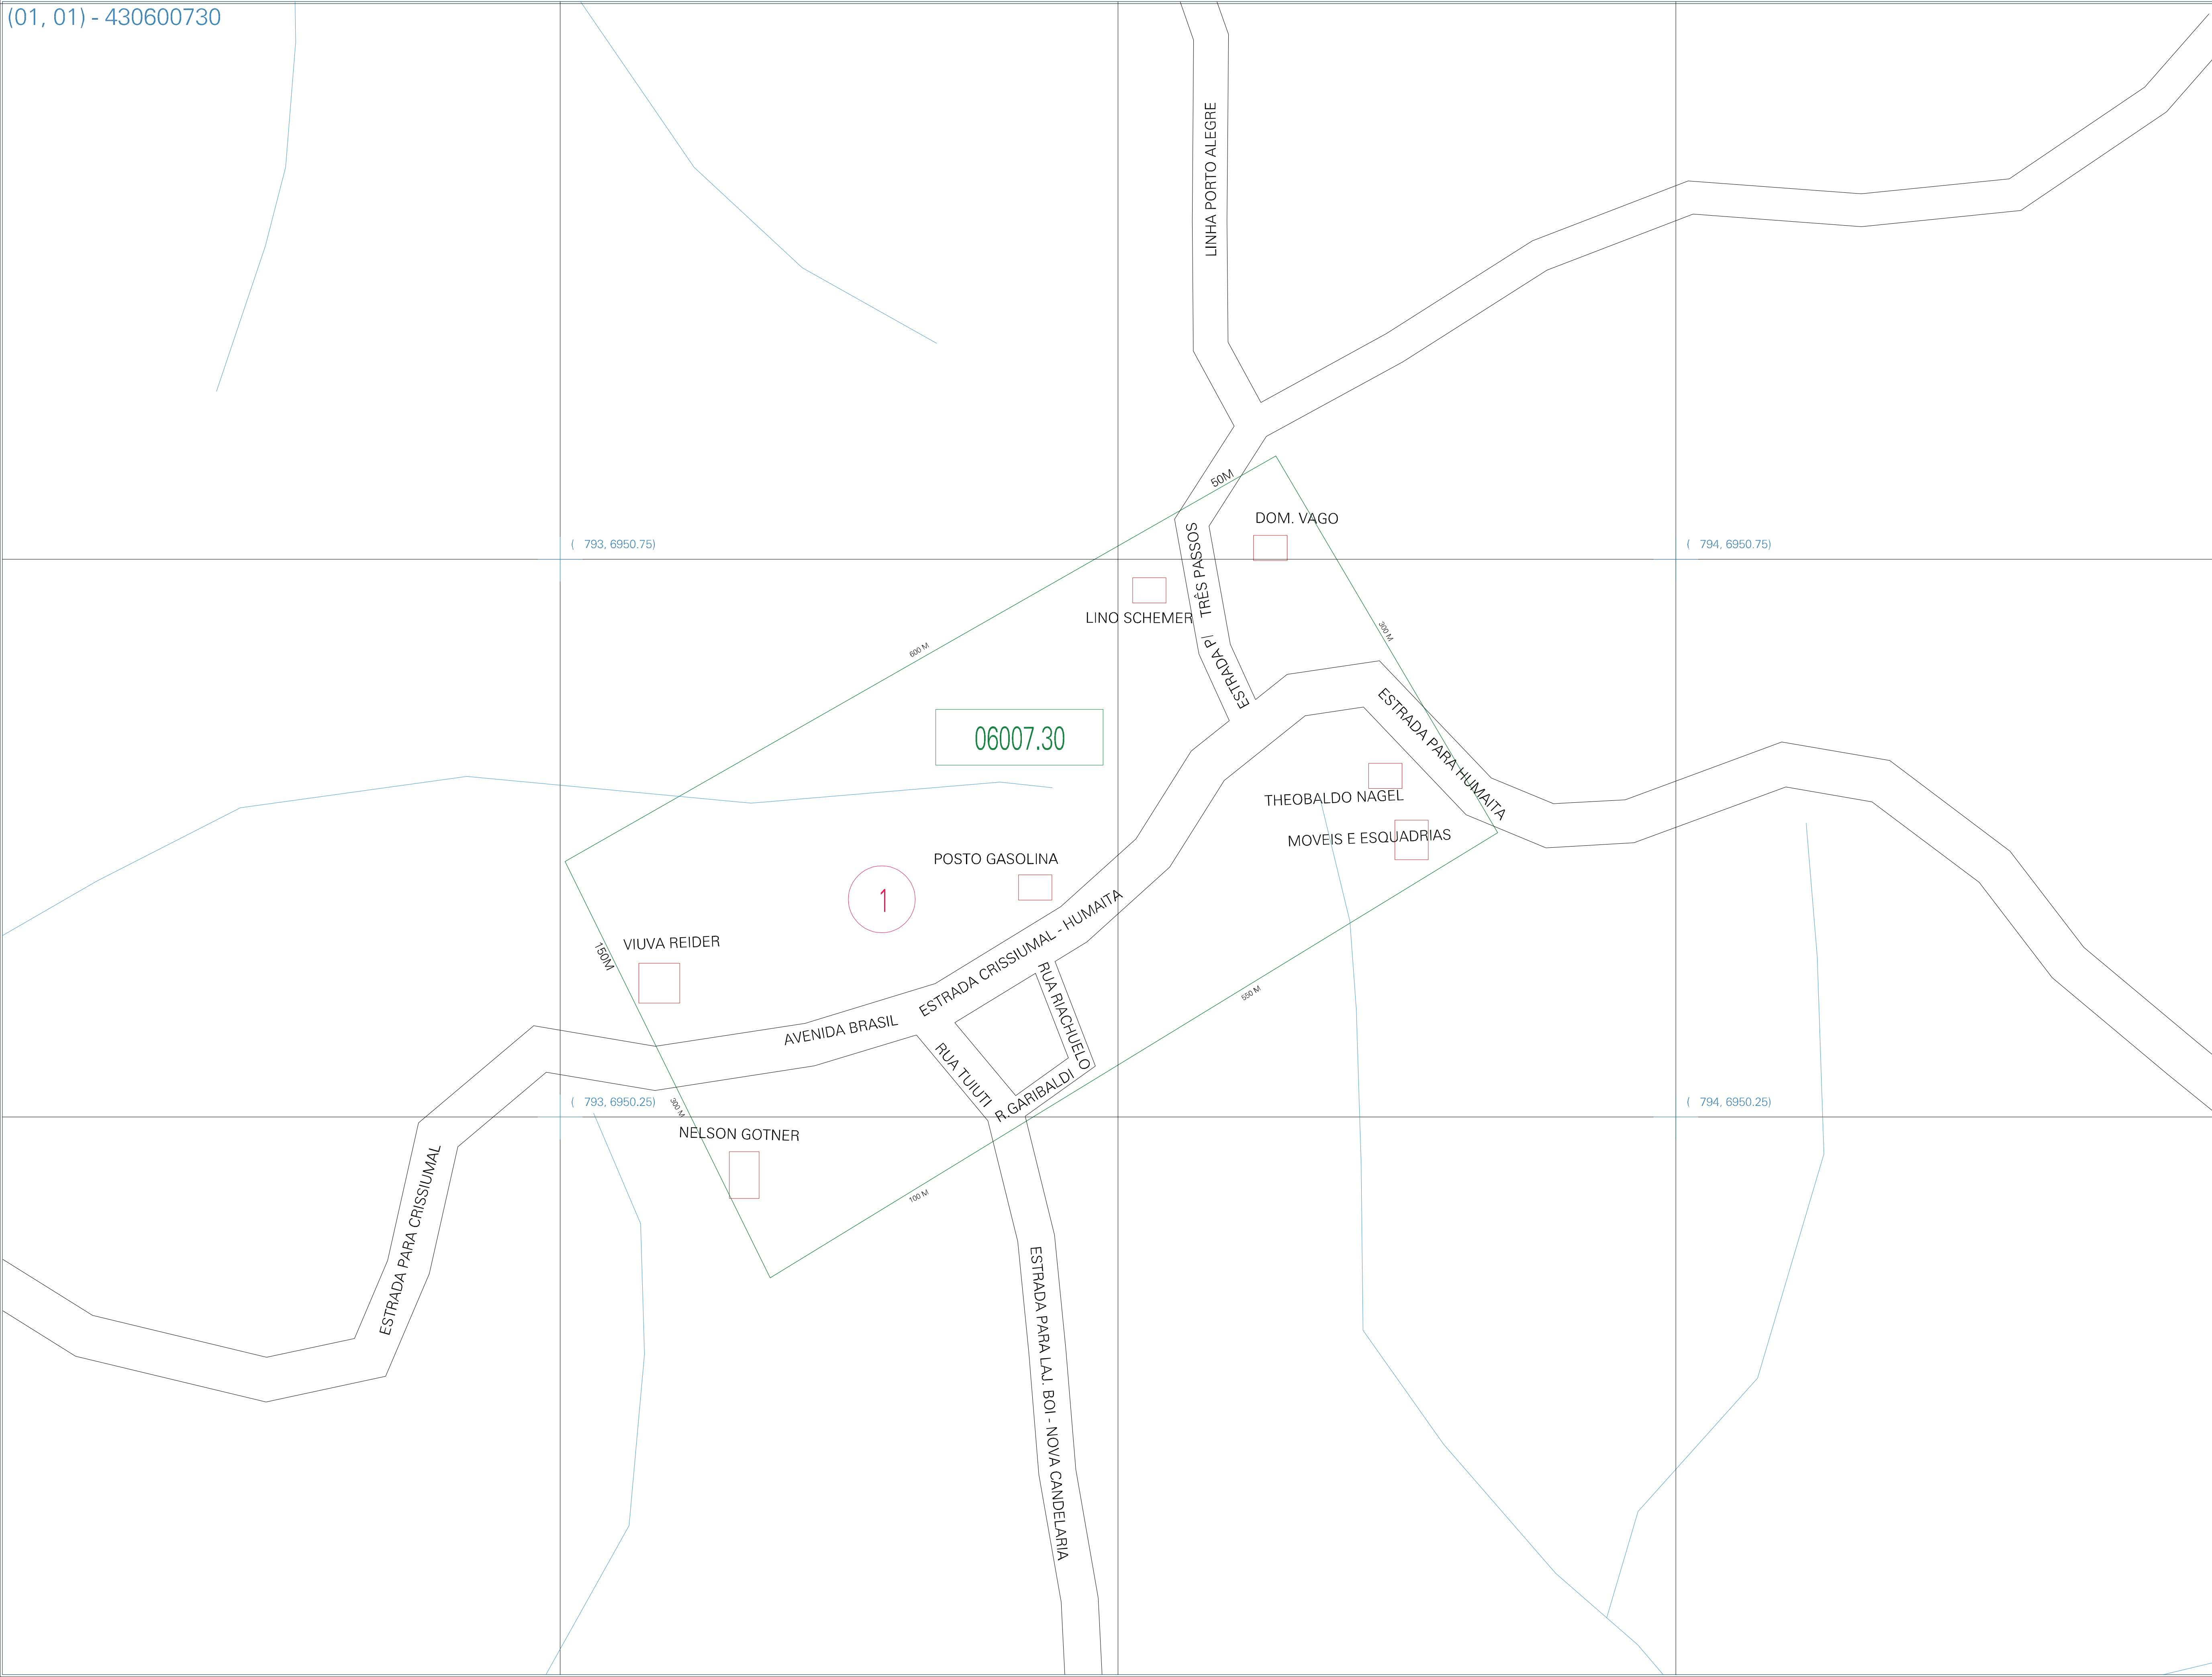 (01, 01) - 430600730
LINHA PORTO ALEGRE
50M
DOM. VAGO
( 793, 6950.75)
( 794, 6950.75)
ESTRADA P/ TRÊS PASSOS
LINO SCHEMER
300 M
600 M
ESTRADA PARA HUMAITA
06007.30
THEOBALDO NAGEL
MOVEIS E ESQUADRIAS
POSTO GASOLINA
1
VIUVA REIDER
150M
ESTRADA CRISSIUMAL - HUMAITA
550 M
RUA RIACHUELO
AVENIDA BRASIL
RUA TUIUTI
R.GARIBALDI
( 793, 6950.25)
( 794, 6950.25)
300 M
NELSON GOTNER
100 M
ESTRADA PARA CRISSIUMAL
ESTRADA PARA LAJ. BOI - NOVA CANDELARIA